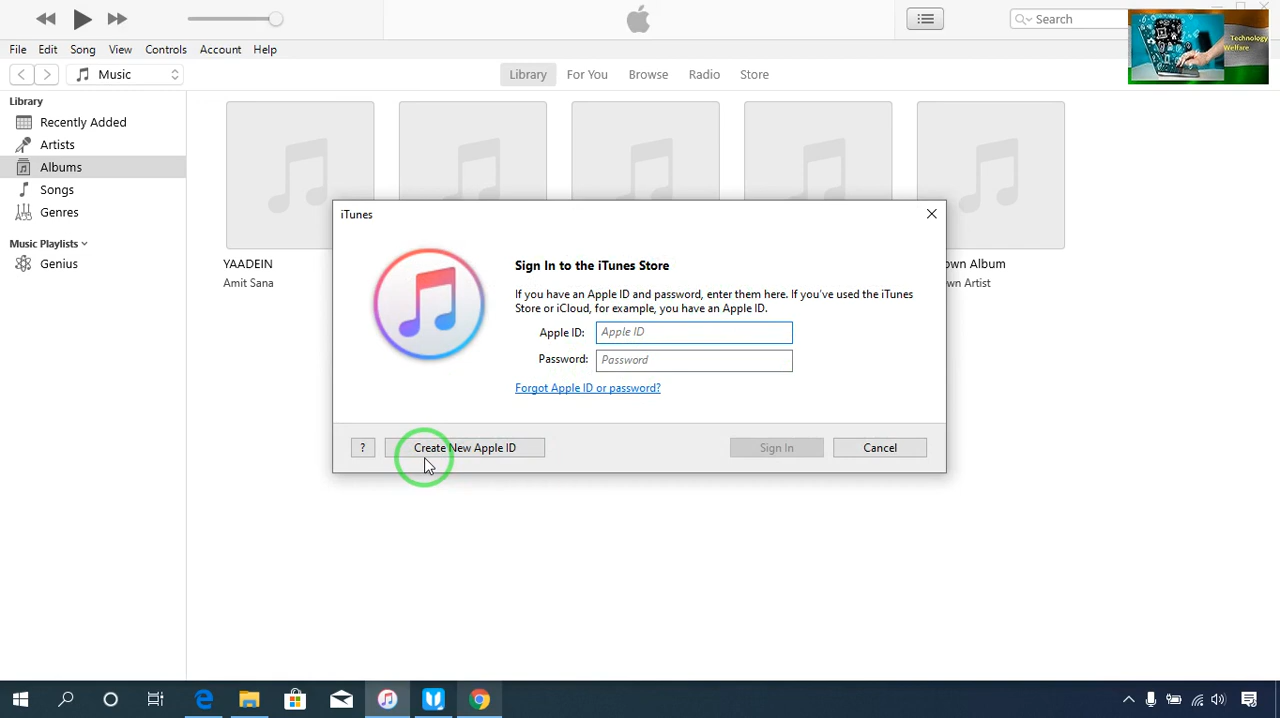 Search
Technology
Welfare
File Edit Song View Controls Account Help
Music
Library For You Browse Radio Store
Library
Recently Added
Artists
Albums
Songs
Genres
Music Playlists
Genius
YAADEIN
Amit Sana
own Album
own Artist
iTunes
Sign In to the iTunes Store
If you have an Apple ID and password, enter them here. If you've used the iTunes
Store or iCloud, for example, you have an Apple ID.
Apple ID: Apple ID
Password: Password
Forgot Apple ID or password?
? Create New Apple ID Sign In Cancel